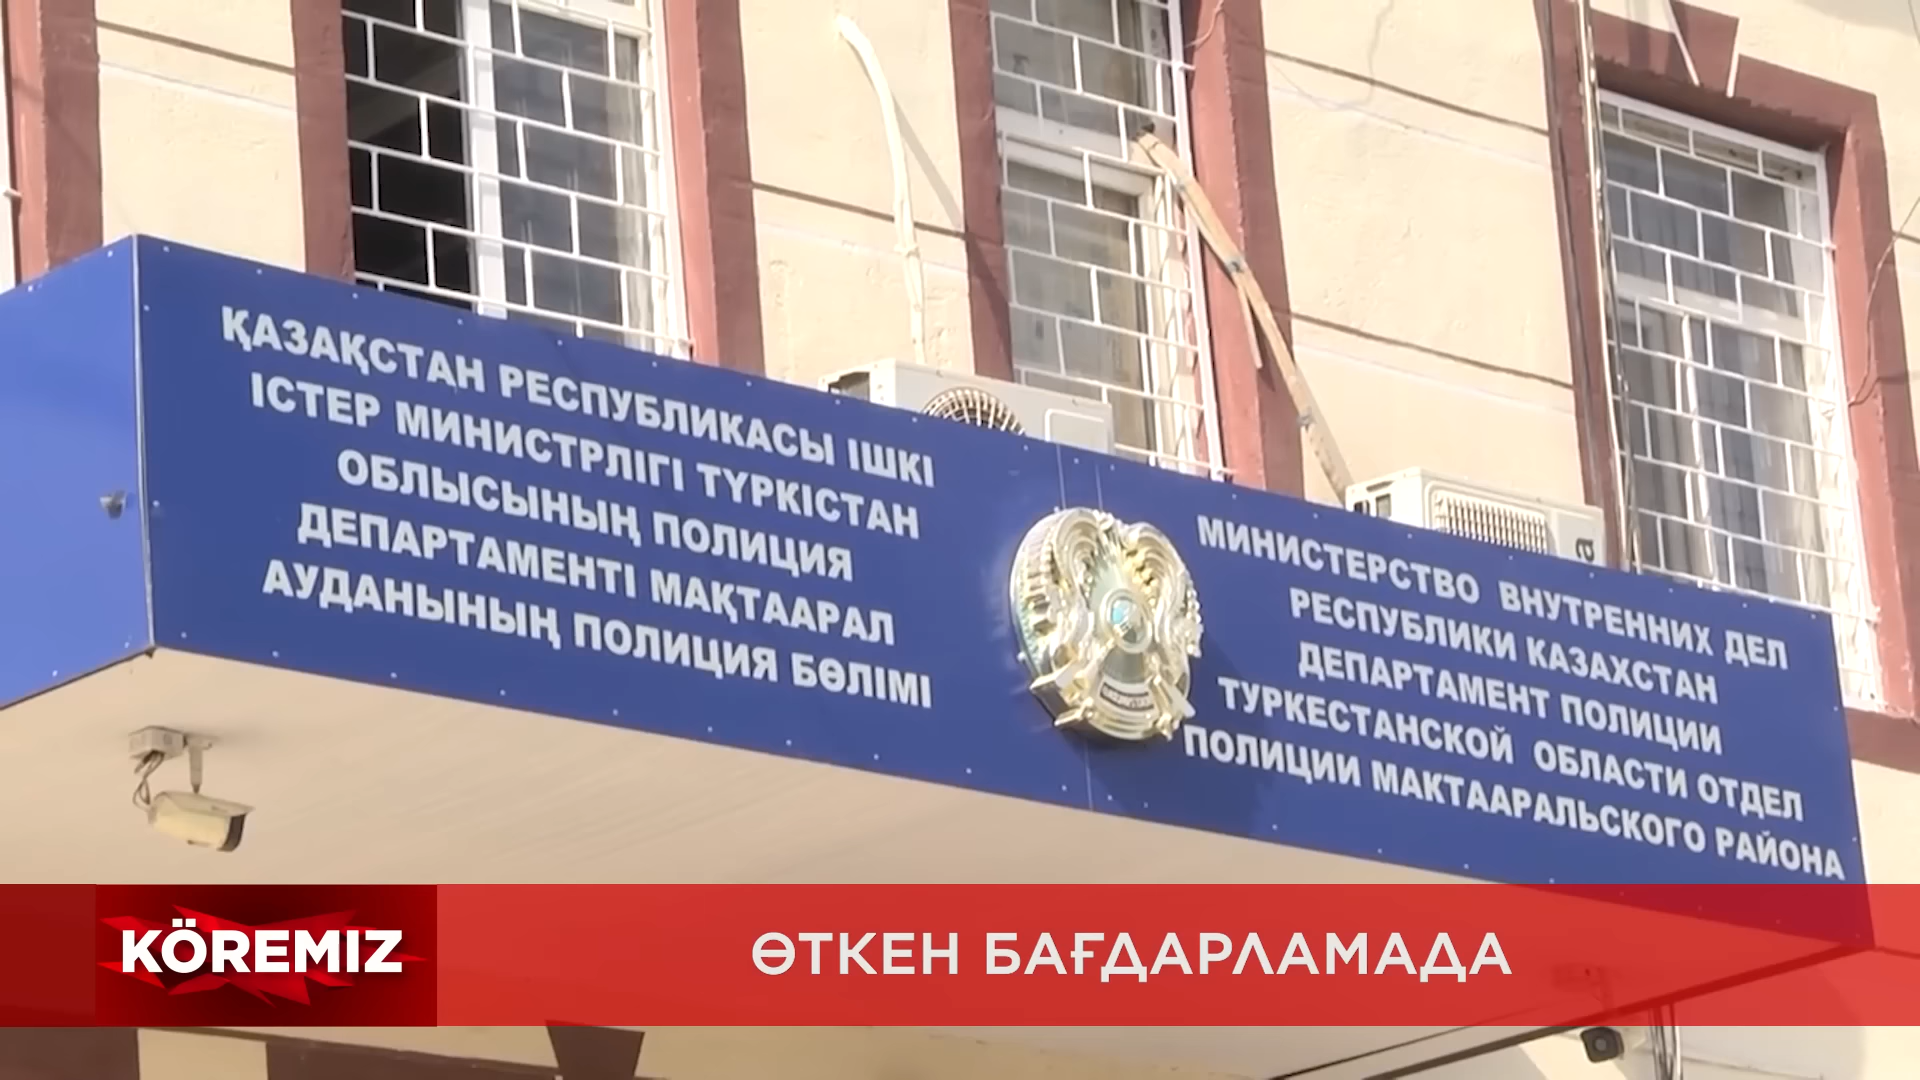 ҚАЗАҚСТАН РЕСПУБЛИКАСЫ ІШКІ
ІСТЕР МИНИСТРЛІГІ ТҮРКІСТАН
ОБЛЫСЫНЫҢ ПОЛИЦИЯ
ДЕПАРТАМЕНТІ МАҚТААРАЛ
АУДАНЫНЫҢ ПОЛИЦИЯ БӨЛІМІ
МИНИСТЕРСТВО ВНУТРЕННИХ ДЕЛ
РЕСПУБЛИКИ КАЗАХСТАН
ДЕПАРТАМЕНТ ПОЛИЦИИ
ТУРКЕСТАНСКОЙ ОБЛАСТИ ОТДЕЛ
ПОЛИЦИИ МАКТААРАЛЬСКОГО РАЙОНА
KÖREMIZ
ӨТКЕН БАҒДАРЛАМАДА